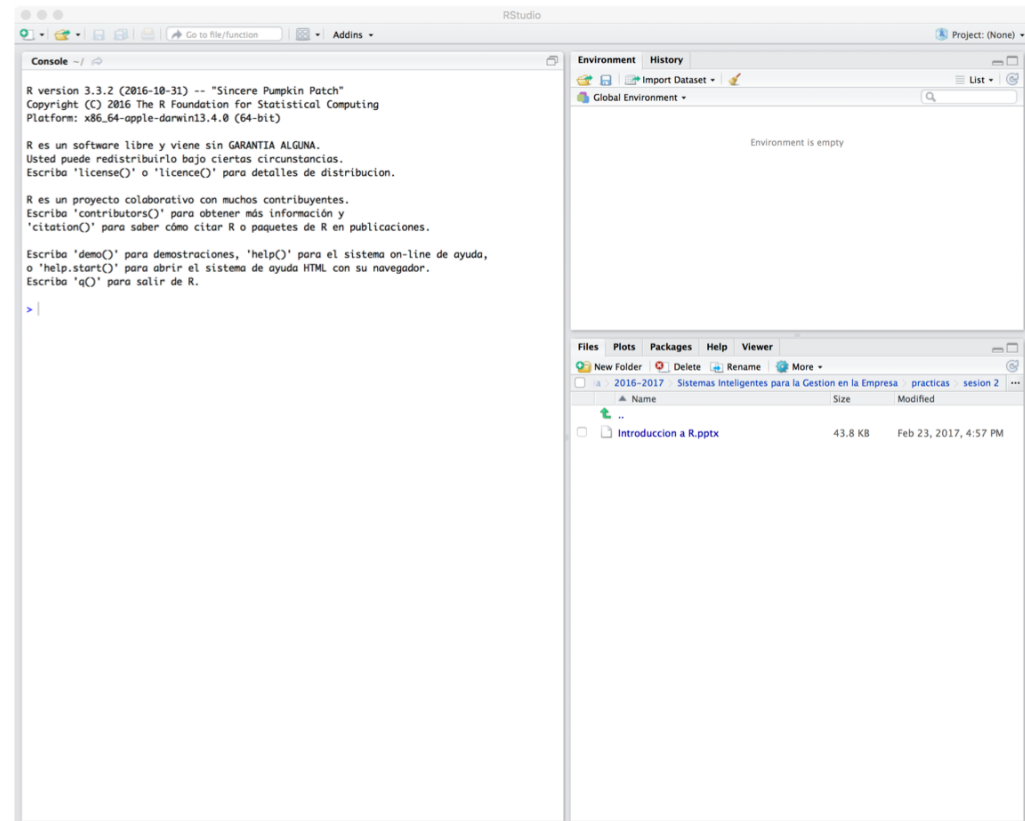 RStudio
Go to file/function Addins Project: (None)
Console ~/
R version 3.3.2 (2016-10-31) -- "Sincere Pumpkin Patch"
Copyright (C) 2016 The R Foundation for Statistical Computing
Platform: x86_64-apple-darwin13.4.0 (64-bit)
R es un software libre y viene sin GARANTIA ALGUNA.
Usted puede redistribuirlo bajo ciertas circunstancias.
Escriba 'license()' o 'licence()' para detalles de distribucion.
R es un proyecto colaborativo con muchos contribuyentes.
Escriba 'contributors()' para obtener más información y
'citation()' para saber cómo citar R o paquetes de R en publicaciones.
Escriba 'demo()' para demostraciones, 'help()' para el sistema on-line de ayuda,
o 'help.start()' para abrir el sistema de ayuda HTML con su navegador.
Escriba 'q()' para salir de R.
>
Environment History
Import Dataset List
Global Environment
Environment is empty
Files Plots Packages Help Viewer
New Folder Delete Rename More
a 2016-2017 Sistemas Inteligentes para la Gestion en la Empresa practicas sesion 2 ...
Name Size Modified
..
Introduccion a R.pptx 43.8 KB Feb 23, 2017, 4:57 PM